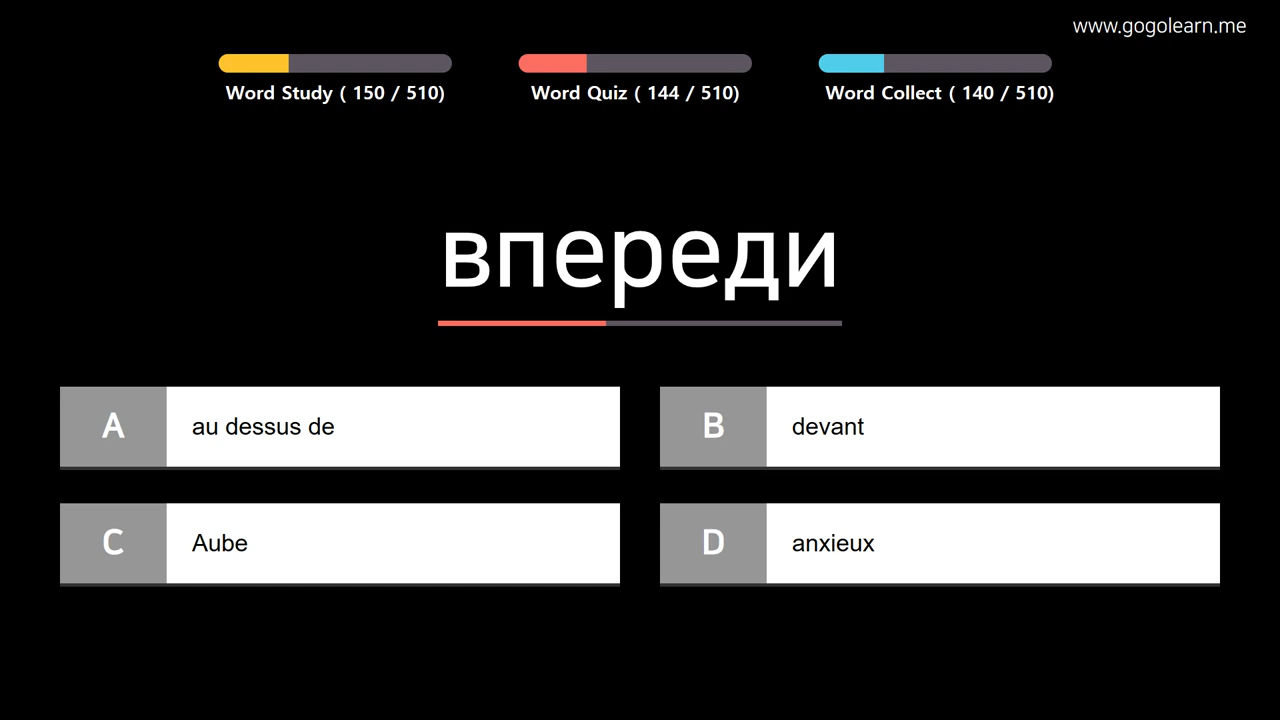 www.gogolearn.me
Word Study ( 150 / 510)
Word Quiz ( 144 / 510)
Word Collect ( 140 / 510)
впереди
A au dessus de
B devant
C Aube
D anxieux